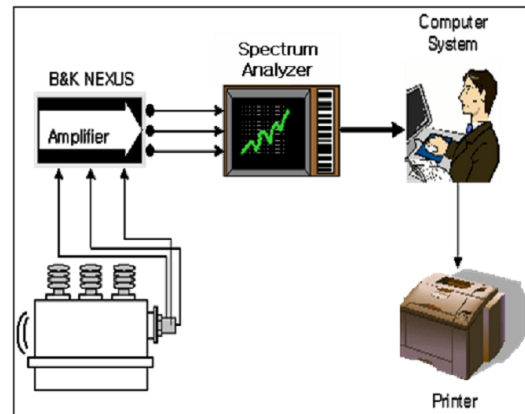 Computer
System
Spectrum
Analyzer
B&K NEXUS
Amplifier
Printer